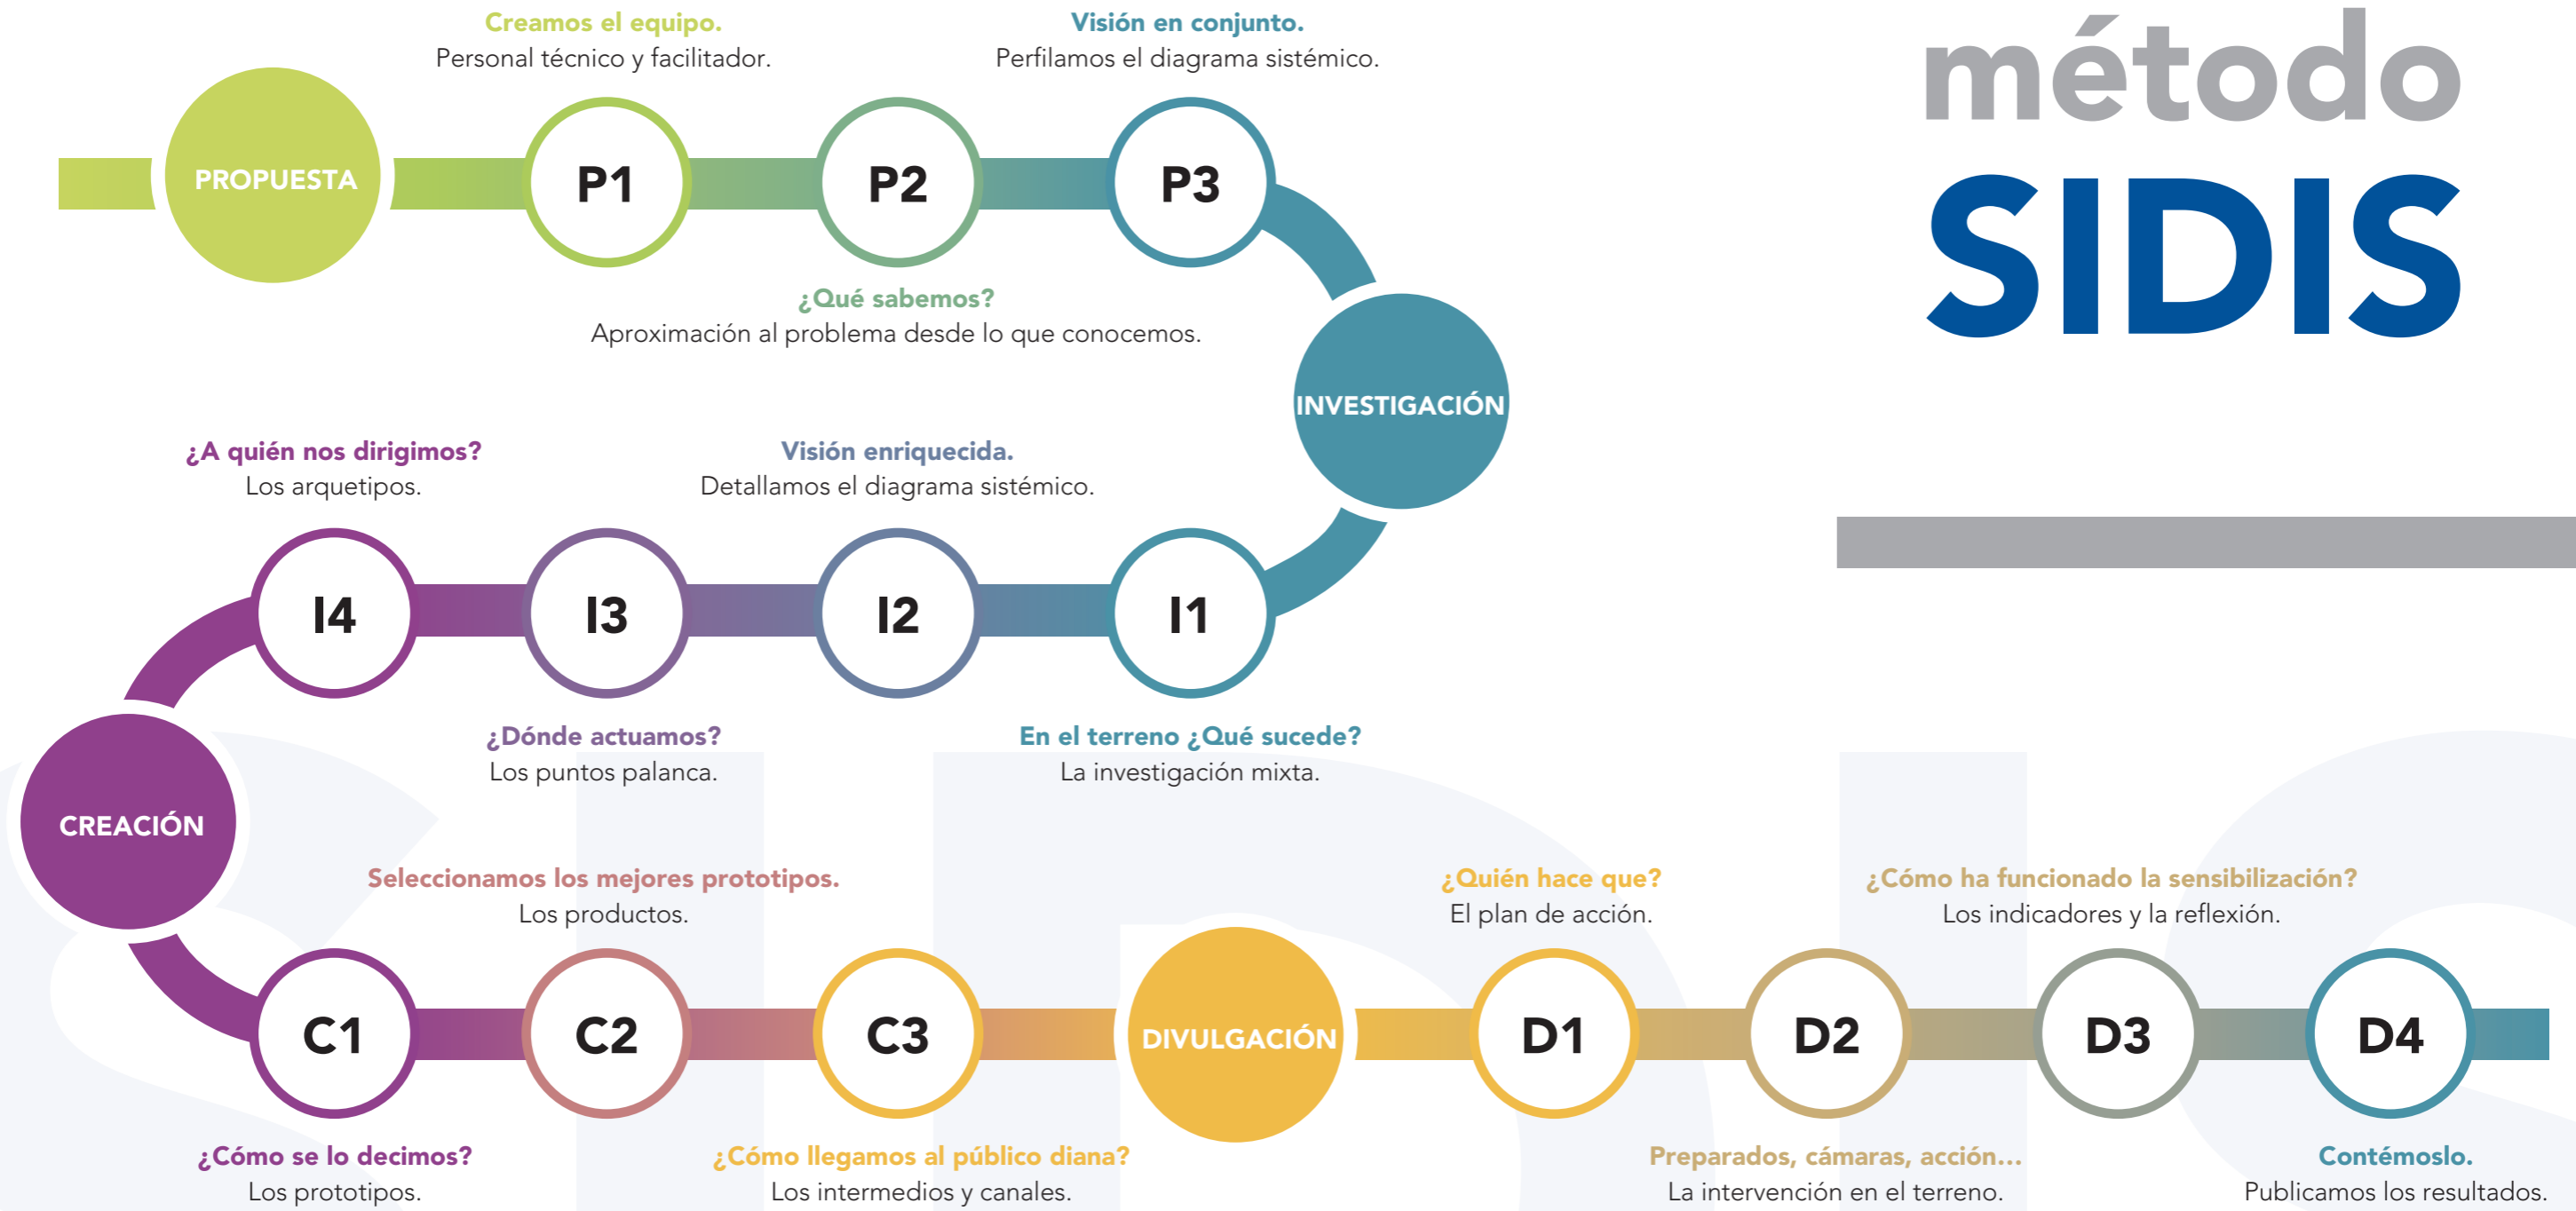 método
SIDIS
Creamos el equipo.
Personal técnico y facilitador.
Visión en conjunto.
Perfilamos el diagrama sistémico.
PROPUESTA
P1
P2
P3
¿Qué sabemos?
Aproximación al problema desde lo que conocemos.
INVESTIGACIÓN
¿A quién nos dirigimos?
Los arquetipos.
Visión enriquecida.
Detallamos el diagrama sistémico.
I4
I3
I2
I1
¿Dónde actuamos?
Los puntos palanca.
En el terreno ¿Qué sucede?
La investigación mixta.
CREACIÓN
Seleccionamos los mejores prototipos.
Los productos.
¿Quién hace que?
El plan de acción.
¿Cómo ha funcionado la sensibilización?
Los indicadores y la reflexión.
C1
C2
C3
DIVULGACIÓN
D1
D2
D3
D4
¿Cómo se lo decimos?
Los prototipos.
¿Cómo llegamos al público diana?
Los intermedios y canales.
Preparados, cámaras, acción...
La intervención en el terreno.
Contémoslo.
Publicamos los resultados.